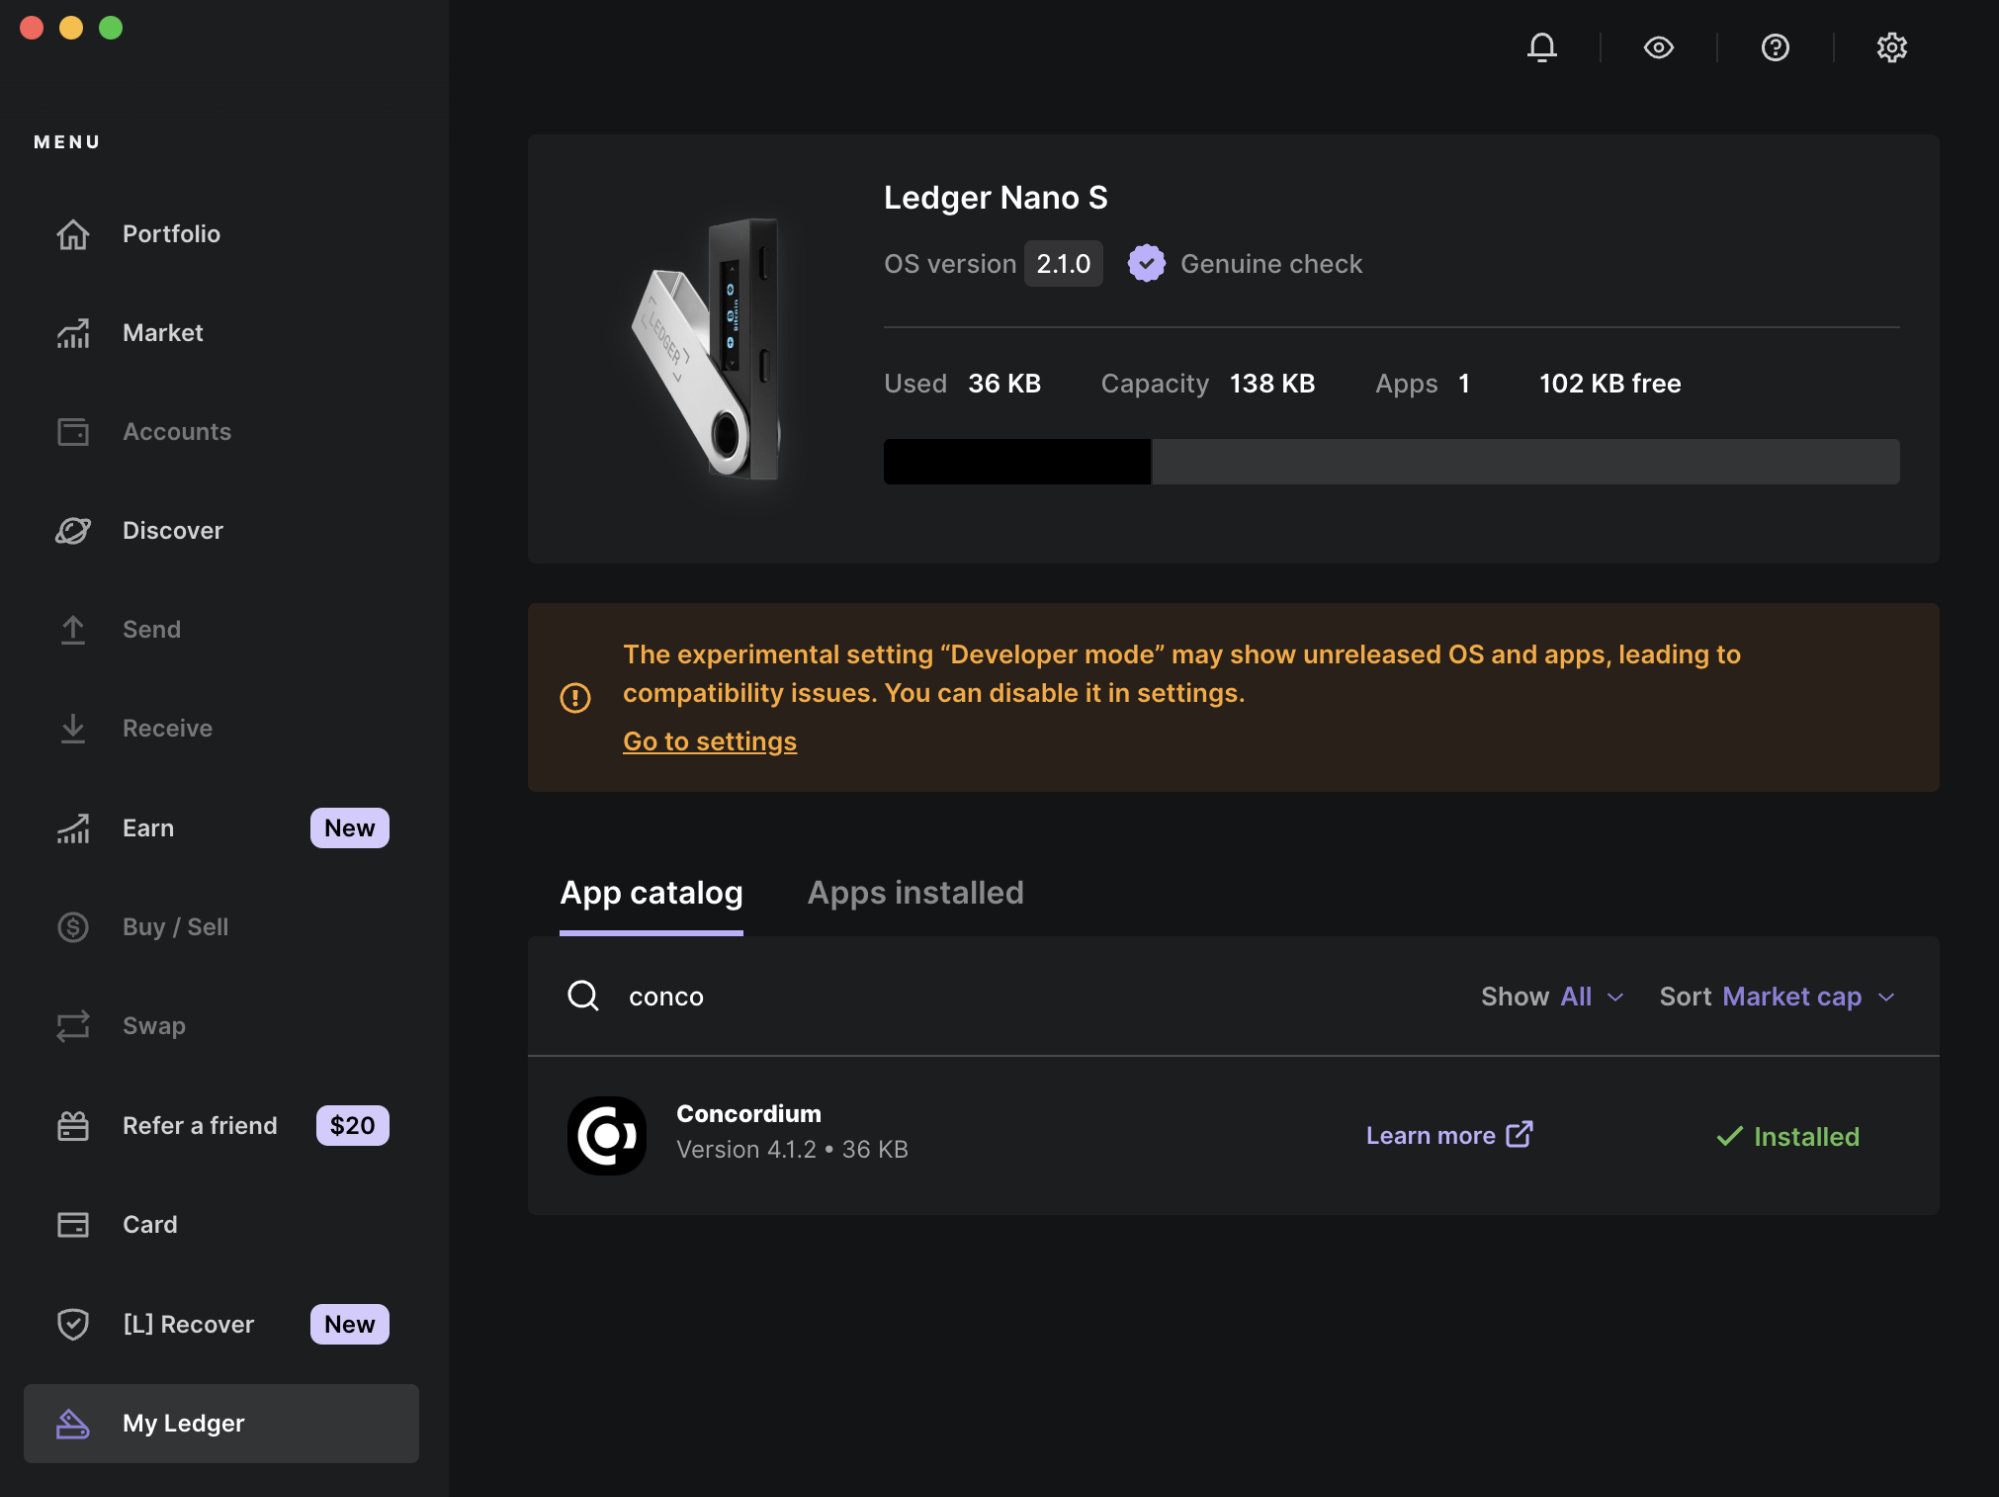 MENU
Portfolio
Market
Accounts
Discover
Send
Receive
Earn New
Buy / Sell
Swap
Refer a friend $20
Card
[L] Recover New
My Ledger
LEDGER
Bitcoin
Ledger Nano S
OS version 2.1.0 Genuine check
Used 36 KB Capacity 138 KB Apps 1 102 KB free
The experimental setting “Developer mode” may show unreleased OS and apps, leading to
compatibility issues. You can disable it in settings.
Go to settings
App catalog Apps installed
conco Show All Sort Market cap
Concordium
Version 4.1.2 • 36 KB
Learn more Installed